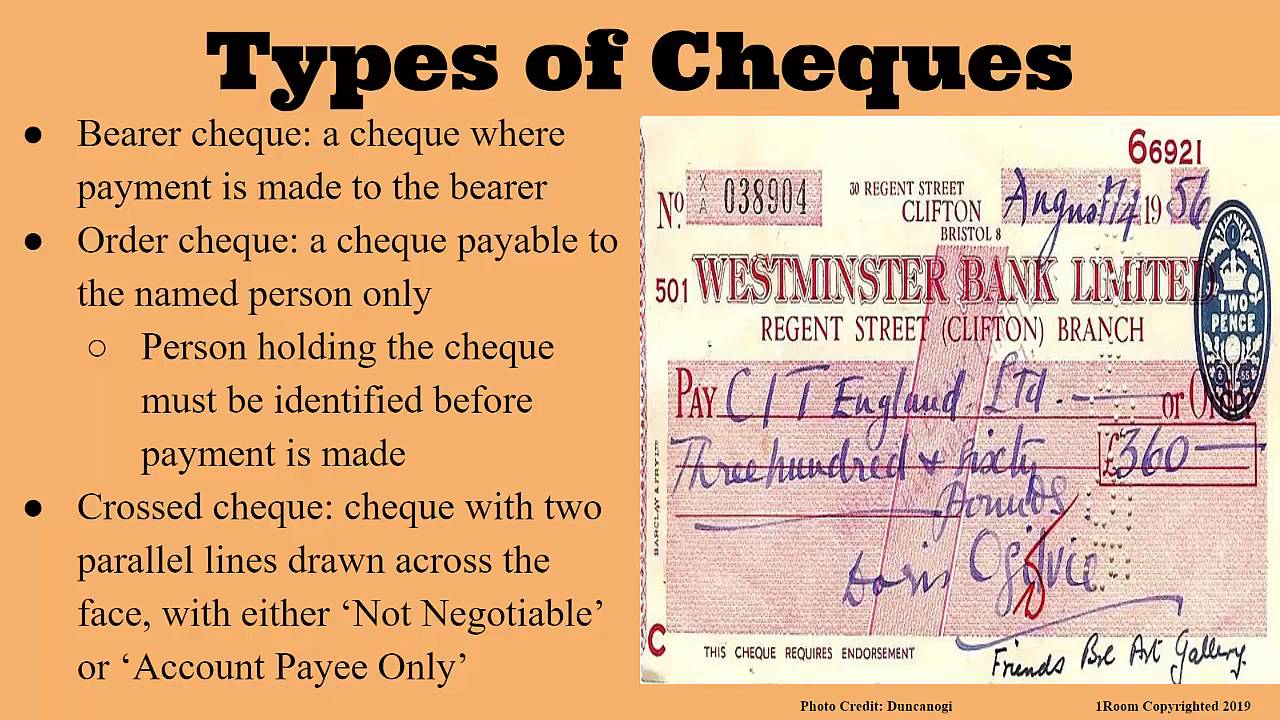 Types of Cheques
● Bearer cheque: a cheque where
payment is made to the bearer
● Order cheque: a cheque payable to
the named person only
○ Person holding the cheque
must be identified before
payment is made
● Crossed cheque: cheque with two
parallel lines drawn across the
face, with either ‘Not Negotiable’
or ‘Account Payee Only’
66921
Nº X A 038904
30 REGENT STREET
CLIFTON
BRISTOL 8
August 14 19 56
501 WESTMINSTER BANK LIMITED
REGENT STREET (CLIFTON) BRANCH
TWO
PENCE
PAY C I T England Ltd. or Order
Three hundred & sixty
Pounds
£360
Doris Ogilvie
C
THIS CHEQUE REQUIRES ENDORSEMENT
Friends Art Gallery
Photo Credit: Duncanogi
1Room Copyrighted 2019